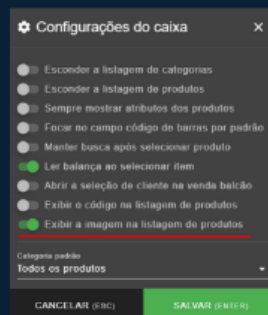 Configurações do caixa
Esconder a listagem de categorias
Esconder a listagem de produtos
Sempre mostrar atributos dos produtos
Focar no campo código de barras por padrão
Manter busca após selecionar produto
Ler balança ao selecionar item
Abrir a seleção de cliente na venda balcão
Exibir o código na listagem de produtos
Exibir a imagem na listagem de produtos
Categoria padrão
Todos os produtos
CANCELAR (ESC) SALVAR (ENTER)